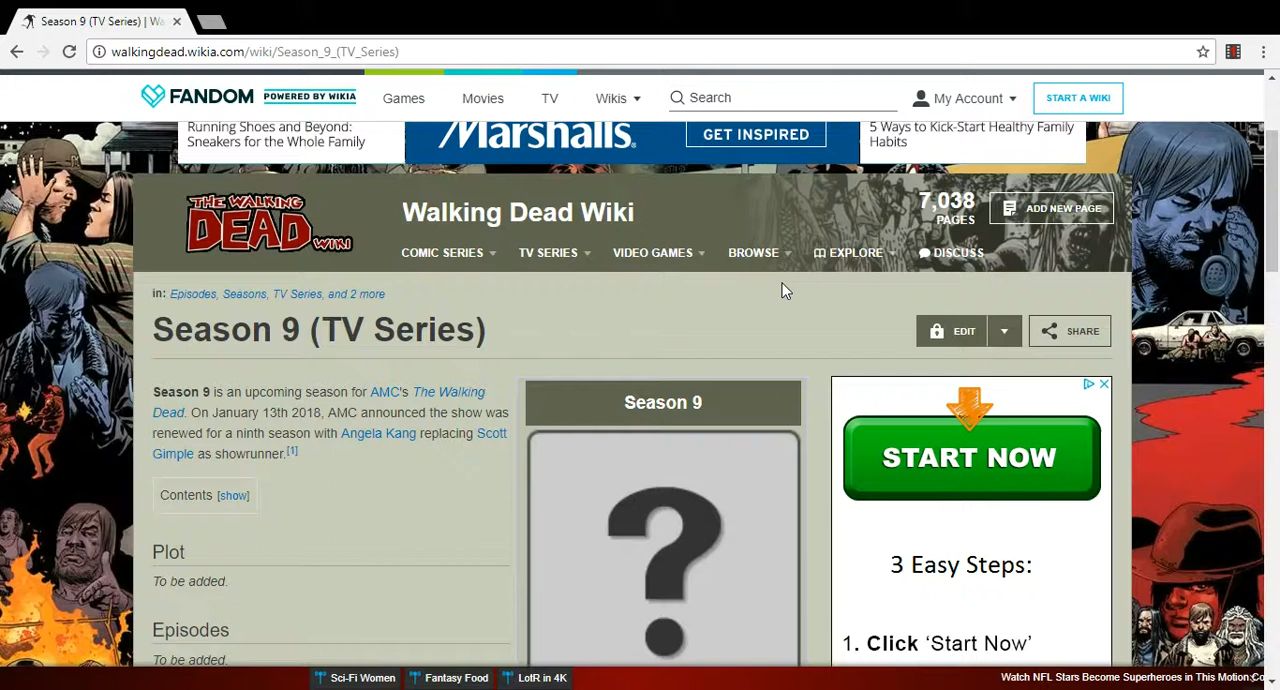 Season 9 (TV Series) | Wa
walkingdead.wikia.com/wiki/Season_9_(TV_Series)
FANDOM POWERED BY WIKIA
Games Movies TV Wikis Search My Account START A WIKI
Running Shoes and Beyond:
Sneakers for the Whole Family
Marshalls.
GET INSPIRED
5 Ways to Kick-Start Healthy Family
Habits
THE WALKING
DEAD WIKI
Walking Dead Wiki
7,038
PAGES
ADD NEW PAGE
COMIC SERIES TV SERIES VIDEO GAMES BROWSE EXPLORE DISCUSS
in: Episodes, Seasons, TV Series, and 2 more
Season 9 (TV Series)
EDIT SHARE
Season 9 is an upcoming season for AMC's The Walking
Dead. On January 13th 2018, AMC announced the show was
renewed for a ninth season with Angela Kang replacing Scott
Gimple as showrunner.[1]
Contents [show]
Plot
To be added.
Episodes
To be added.
Season 9
?
START NOW
3 Easy Steps:
1. Click ‘Start Now’
Sci-Fi Women Fantasy Food LotR in 4K
Watch NFL Stars Become Superheroes in This Motion